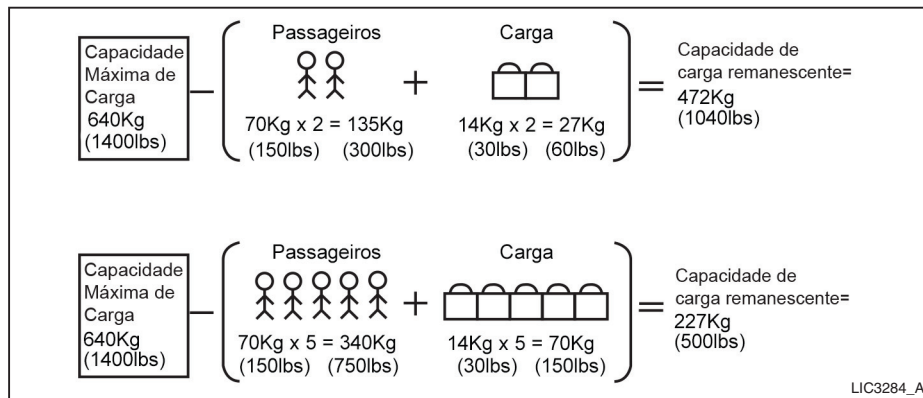 Capacidade
Máxima de
Carga
640Kg
(1400lbs)
Passageiros
70Kg x 2 = 135Kg
(150lbs) (300lbs)
+
Carga
14Kg x 2 = 27Kg
(30lbs) (60lbs)
=
Capacidade de
carga remanescente=
472Kg
(1040lbs)
Capacidade
Máxima de
Carga
640Kg
(1400lbs)
Passageiros
70Kg x 5 = 340Kg
(150lbs) (750lbs)
+
Carga
14Kg x 5 = 70Kg
(30lbs) (150lbs)
=
Capacidade de
carga remanescente=
227Kg
(500lbs)
LIC3284_A